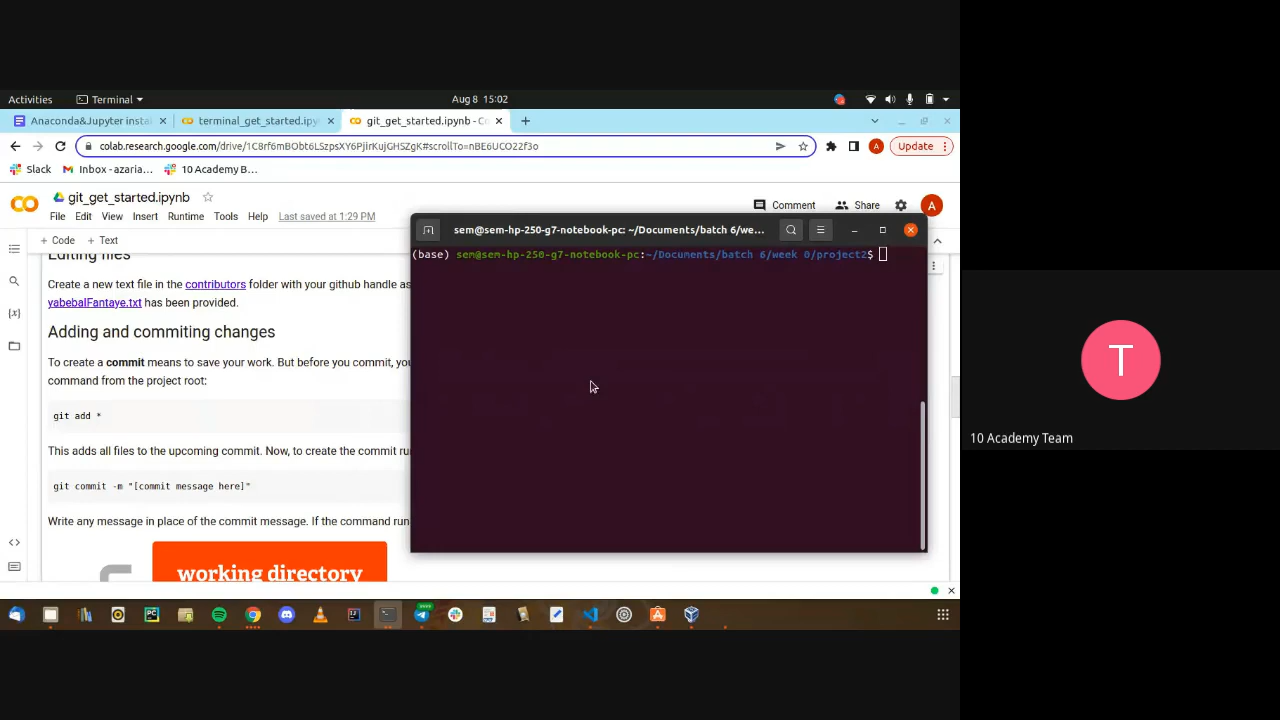 Activities
Terminal
Aug 8 15:02
Anaconda&Jupyter instal
terminal_get_started.ipy
git_get_started.ipynb - Co
colab.research.google.com/drive/1C8rf6mBObt6LSzpsXY6PjirKujGHSZgK#scrollTo=nBE6UCO22f3o
Update
Slack
Inbox - azaria...
10 Academy B...
git_get_started.ipynb
File Edit View Insert Runtime Tools Help Last saved at 1:29 PM
Comment
Share
A
+ Code + Text
sem@sem-hp-250-g7-notebook-pc: ~/Documents/batch 6/we...
(base) sem@sem-hp-250-g7-notebook-pc:~/Documents/batch 6/week 0/project2$
Editing files
Create a new text file in the contributors folder with your github handle as
yabebalFantaye.txt has been provided.
Adding and commiting changes
To create a commit means to save your work. But before you commit, you
command from the project root:
git add *
This adds all files to the upcoming commit. Now, to create the commit ru
git commit -m "[commit message here]"
Write any message in place of the commit message. If the command run
working directory
T
10 Academy Team